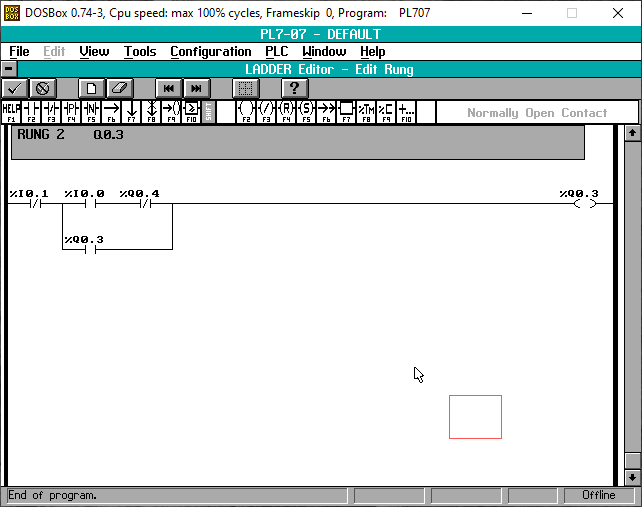 DOSBox 0.74-3, Cpu speed: max 100% cycles, Frameskip 0, Program: PL707
PL7-07 - DEFAULT
File Edit View Tools Configuration PLC Window Help
LADDER Editor - Edit Rung
?
HELP F1 F2 F3 P F4 N F5 F6 F7 F8 F9 F10 SHIFT F2 F3 R F4 S F5 F6 F7 %TM F8 %C F9 F10 Normally Open Contact
RUNG 2 Q0.3
%I0.1 %I0.0 %Q0.4 %Q0.3
%Q0.3
End of program. Offline